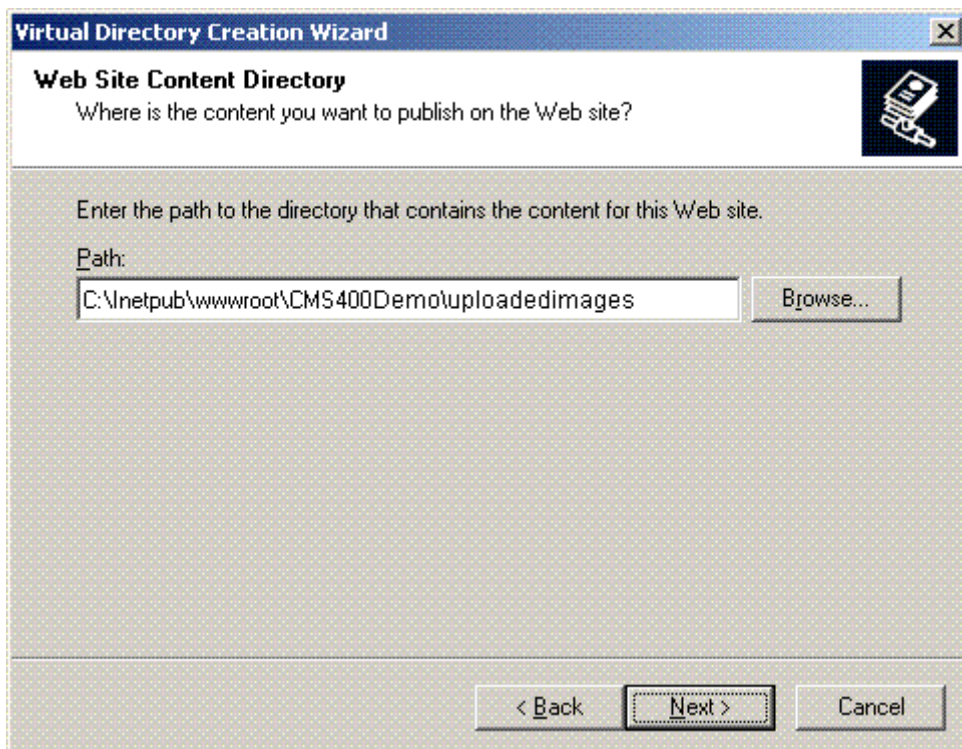 Virtual Directory Creation Wizard
Web Site Content Directory
Where is the content you want to publish on the Web site?
Enter the path to the directory that contains the content for this Web site.
Path:
C:\Inetpub\wwwroot\CMS400Demo\uploadedimages
Browse...
< Back
Next >
Cancel